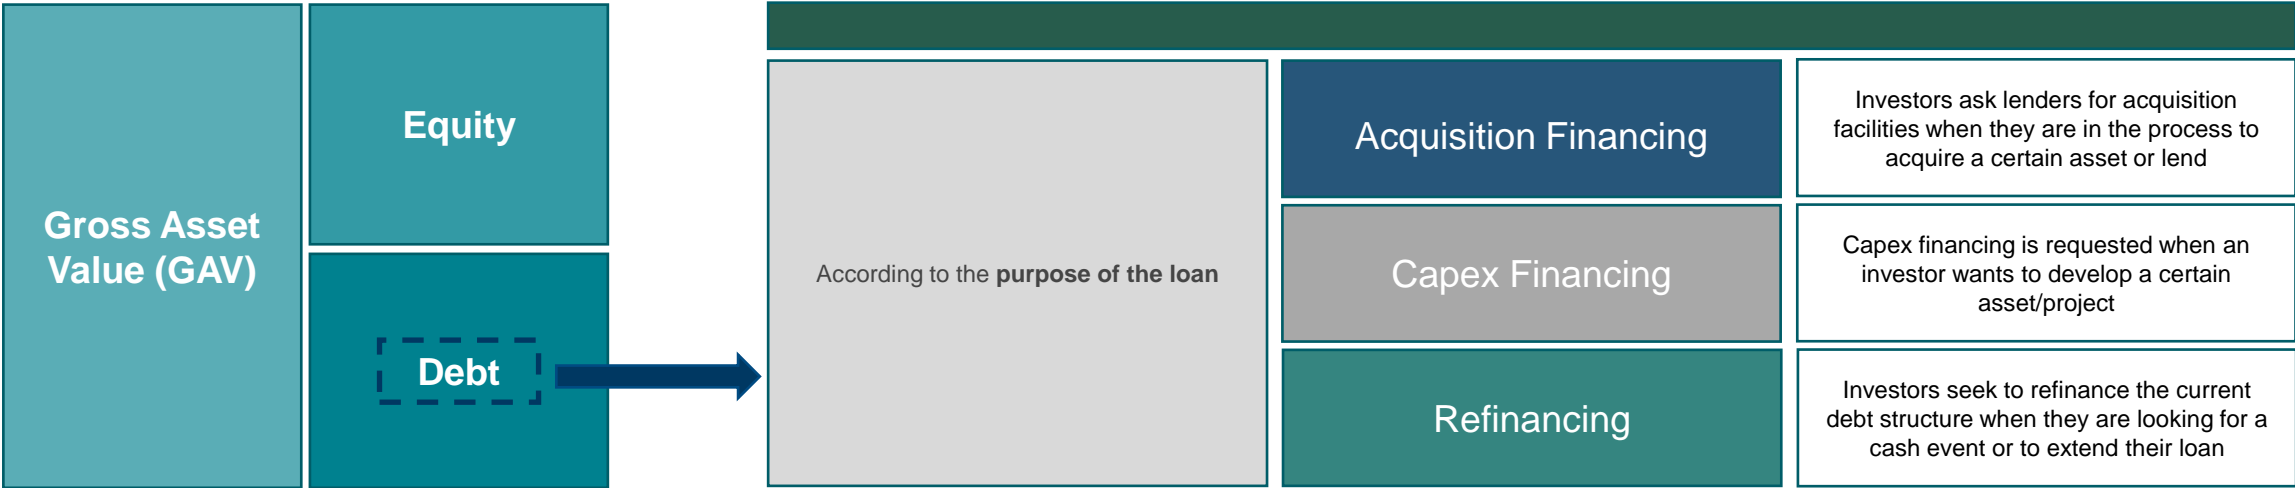 Gross Asset
Value (GAV)
Equity
Debt
According to the purpose of the loan
Acquisition Financing
Investors ask lenders for acquisition
facilities when they are in the process to
acquire a certain asset or lend
Capex Financing
Capex financing is requested when an
investor wants to develop a certain
asset/project
Refinancing
Investors seek to refinance the current
debt structure when they are looking for a
cash event or to extend their loan